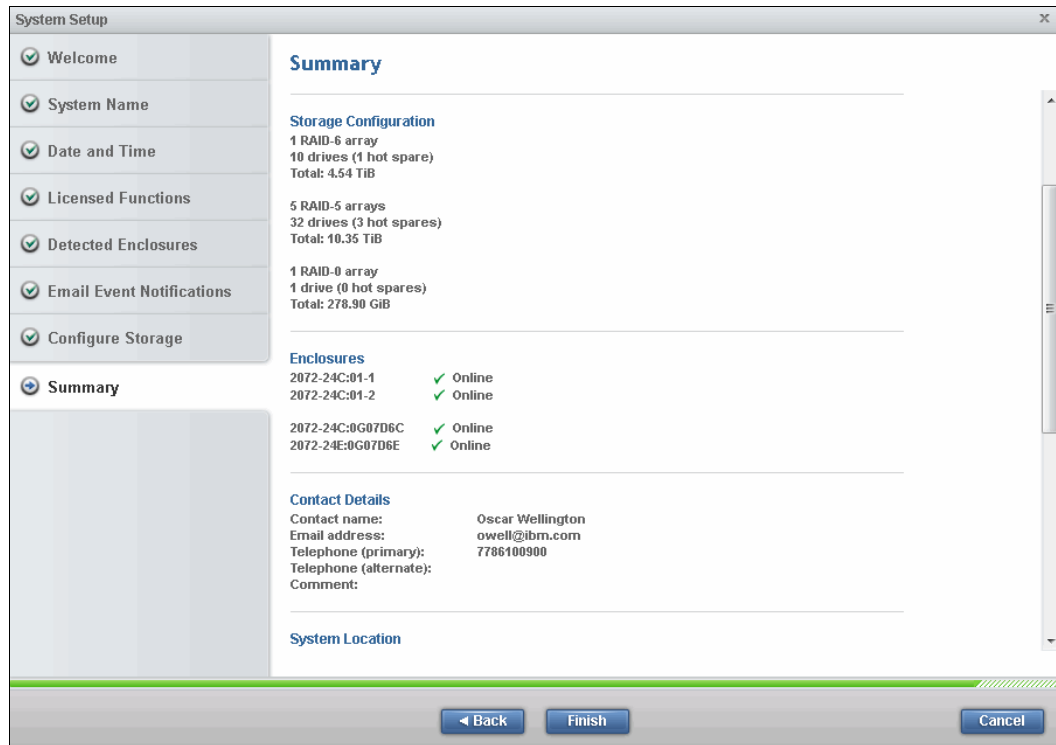 System Setup
x
Welcome
System Name
Date and Time
Licensed Functions
Detected Enclosures
Email Event Notifications
Configure Storage
Summary
Summary
Storage Configuration
1 RAID-6 array
10 drives (1 hot spare)
Total: 4.54 TiB
5 RAID-5 arrays
32 drives (3 hot spares)
Total: 10.35 TiB
1 RAID-0 array
1 drive (0 hot spares)
Total: 278.90 GiB
Enclosures
2072-24C:01-1 ✓ Online
2072-24C:01-2 ✓ Online
2072-24C:0G07D6C ✓ Online
2072-24E:0G07D6E ✓ Online
Contact Details
Contact name: Oscar Wellington
Email address: owell@ibm.com
Telephone (primary): 7786100900
Telephone (alternate):
Comment:
System Location
◄ Back
Finish
Cancel